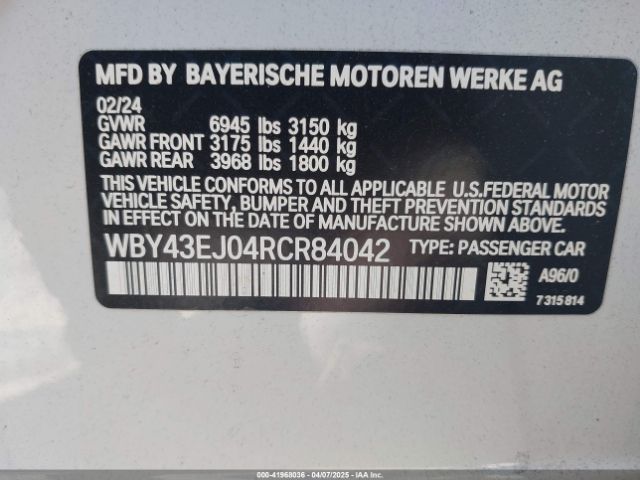 MFD BY BAYERISCHE MOTOREN WERKE AG
02/24
GVWR 6945 lbs 3150 kg
GAWR FRONT 3175 lbs 1440 kg
GAWR REAR 3968 lbs 1800 kg
THIS VEHICLE CONFORMS TO ALL APPLICABLE U.S.FEDERAL MOTOR
VEHICLE SAFETY, BUMPER AND THEFT PREVENTION STANDARDS
IN EFFECT ON THE DATE OF MANUFACTURE SHOWN ABOVE.
WBY43EJ04RCR84042 TYPE: PASSENGER CAR
A96/0
7315814
000-41968036 - 04/07/2025 - IAAI.COM